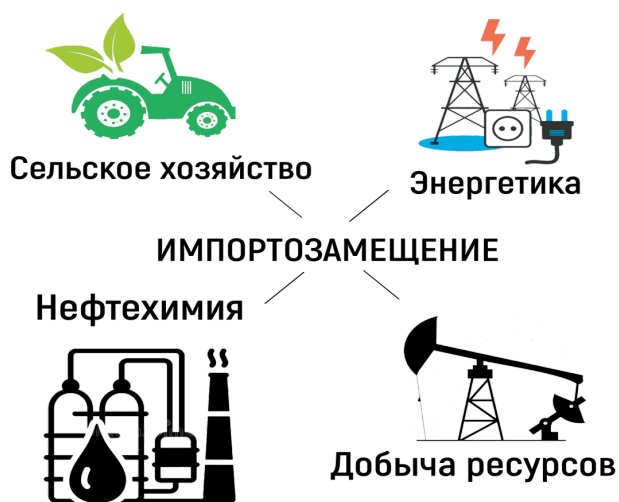 Сельское хозяйство
Энергетика
ИМПОРТОЗАМЕЩЕНИЕ
Нефтехимия
Добыча ресурсов